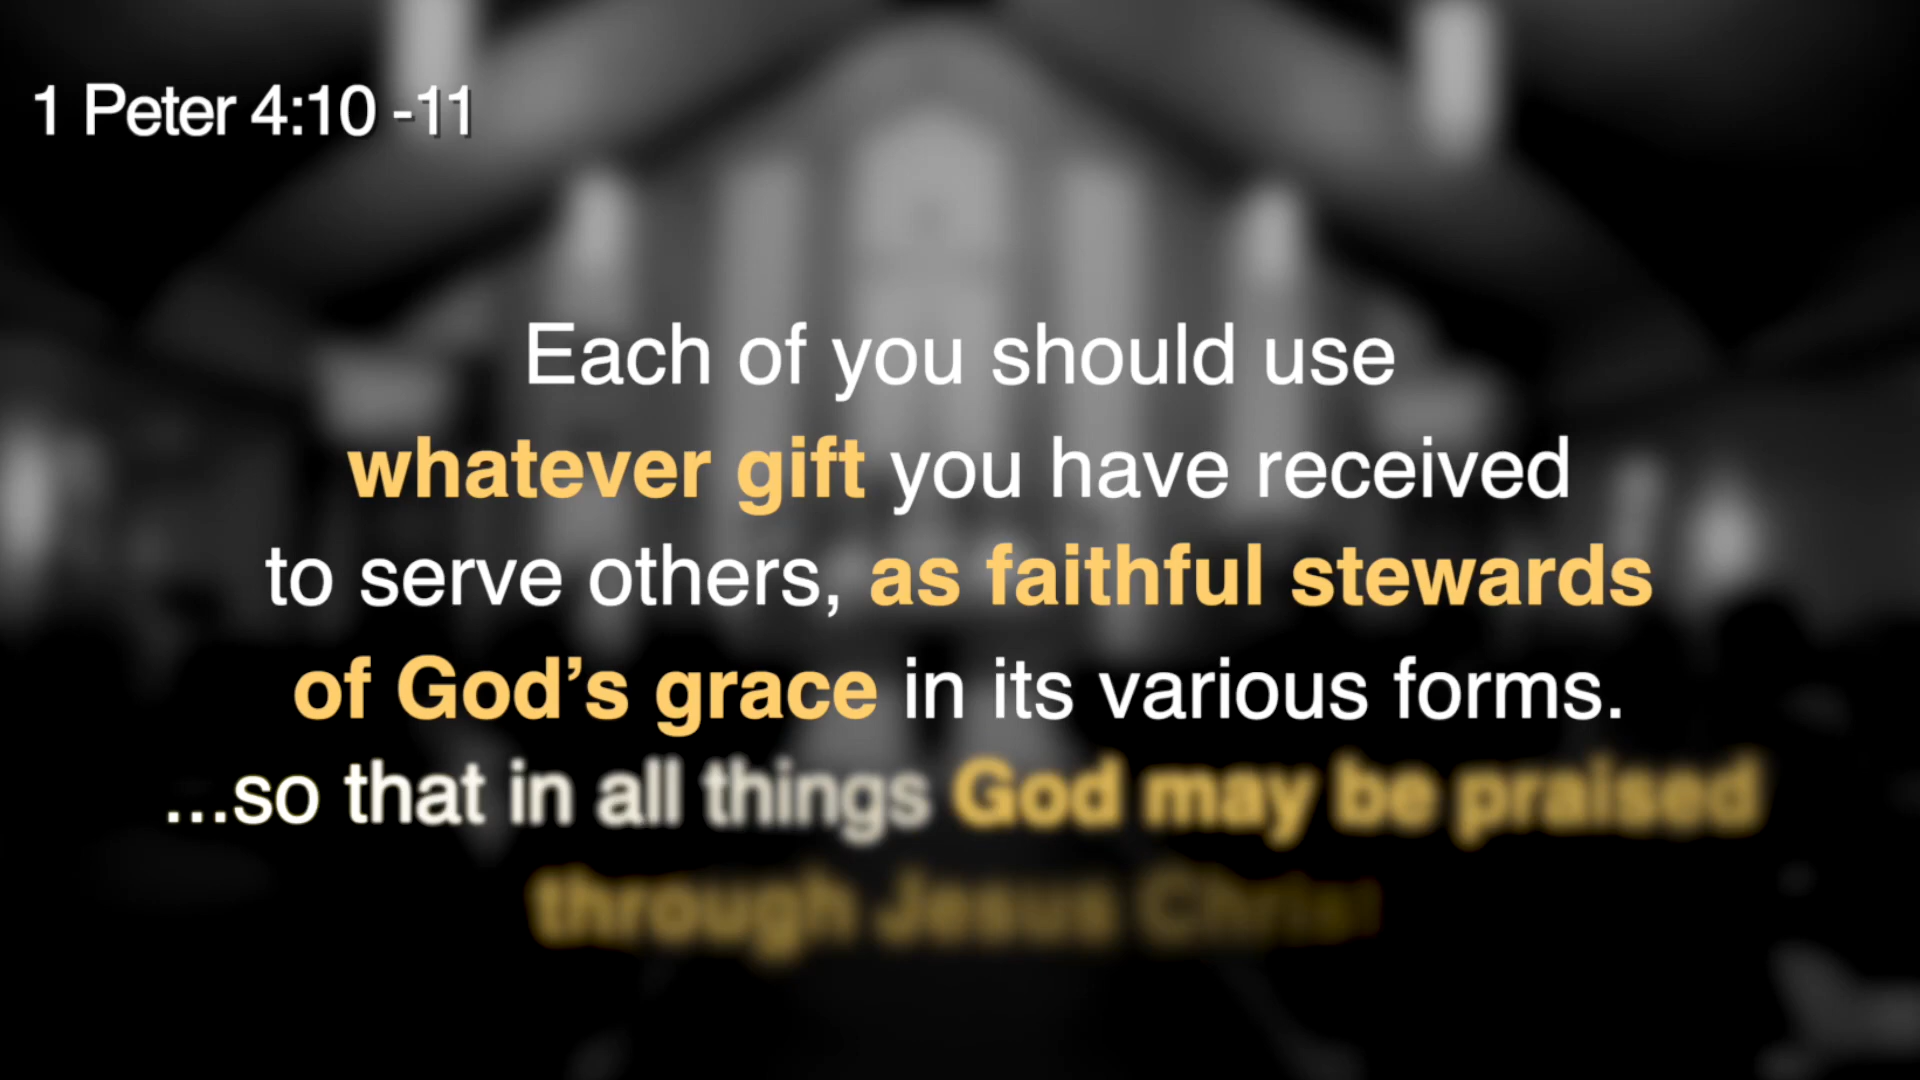 1 Peter 4:10 -11
Each of you should use
whatever gift you have received
to serve others, as faithful stewards
of God’s grace in its various forms.
...so that in all things God may be praised
through Jesus Christ